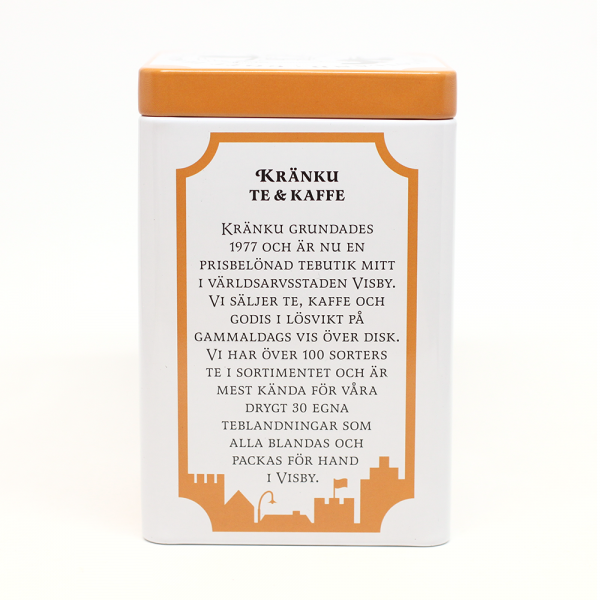 KRÄNKU
TE & KAFFE
KRÄNKU GRUNDADES
1977 OCH ÄR NU EN
PRISBELÖNAD TEBUTIK MITT
I VÄRLDSARVSSTADEN VISBY.
VI SÄLJER TE, KAFFE OCH
GODIS I LÖSVIKT PÅ
GAMMALDAGS VIS ÖVER DISK.
VI HAR ÖVER 100 SORTERS
TE I SORTIMENTET OCH ÄR
MEST KÄNDA FÖR VÅRA
DRYGT 30 EGNA
TEBLANDNINGAR SOM
ALLA BLANDAS OCH
PACKAS FÖR HAND
I VISBY.